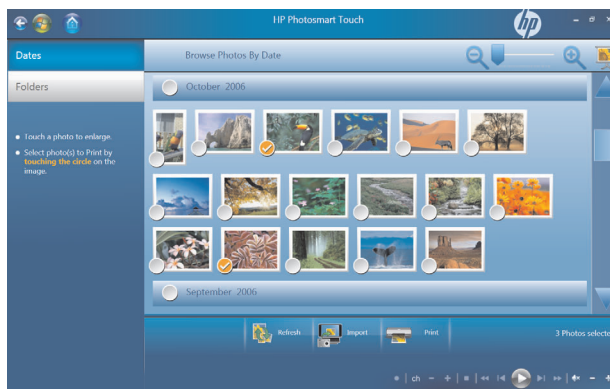 HP Photosmart Touch
hp
Dates
Browse Photos By Date
Folders
October 2006
Touch a photo to enlarge.
Select photo(s) to Print by
touching the circle on the
image.
September 2006
Refresh
Import
Print
3 Photos selecte
ch